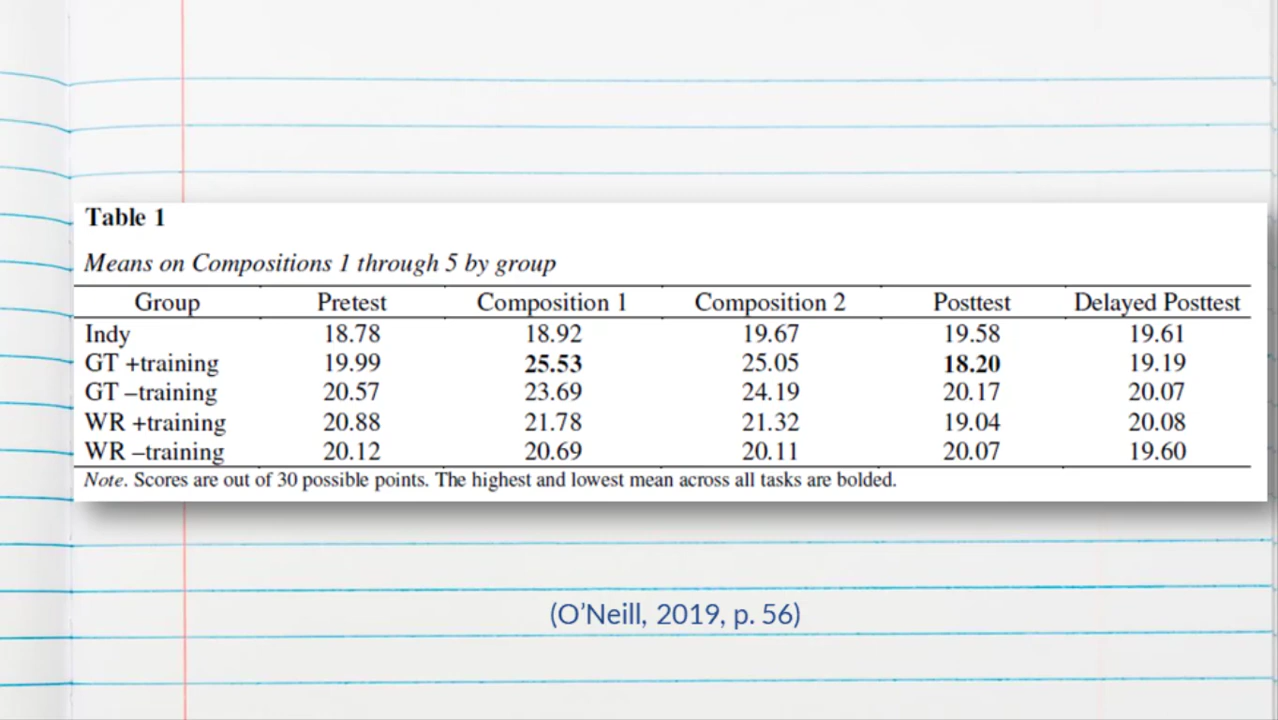 Table 1
Means on Compositions 1 through 5 by group
Group Pretest Composition 1 Composition 2 Posttest Delayed Posttest
Indy 18.78 18.92 19.67 19.58 19.61
GT +training 19.99 25.53 25.05 18.20 19.19
GT –training 20.57 23.69 24.19 20.17 20.07
WR +training 20.88 21.78 21.32 19.04 20.08
WR –training 20.12 20.69 20.11 20.07 19.60
Note. Scores are out of 30 possible points. The highest and lowest mean across all tasks are bolded.
(O’Neill, 2019, p. 56)